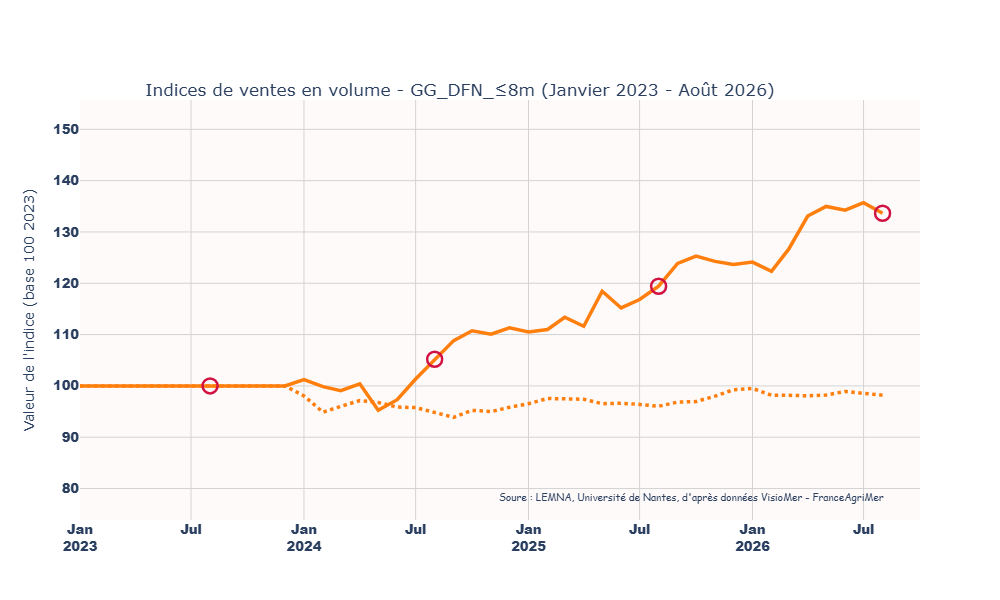 Indices de ventes en volume - GG_DFN_≤8m (Janvier 2023 - Août 2026)
Valeur de l'indice (base 100 2023)
150
140
130
120
110
100
90
80
Soure : LEMNA, Université de Nantes, d'après données VisioMer - FranceAgriMer
Jan Jul Jan Jul Jan Jul Jan Jul
2023 2024 2025 2026